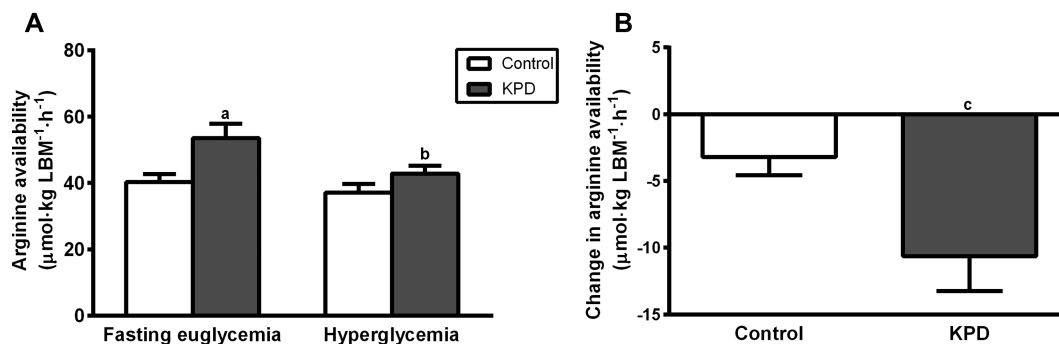 A
Arginine availability
(μmol·kg LBM⁻¹·h⁻¹)
80
60
40
20
0
a
b
Control
KPD
Fasting euglycemia
Hyperglycemia
B
Change in arginine availability
(μmol·kg LBM⁻¹·h⁻¹)
5
0
-5
-10
-15
c
Control
KPD